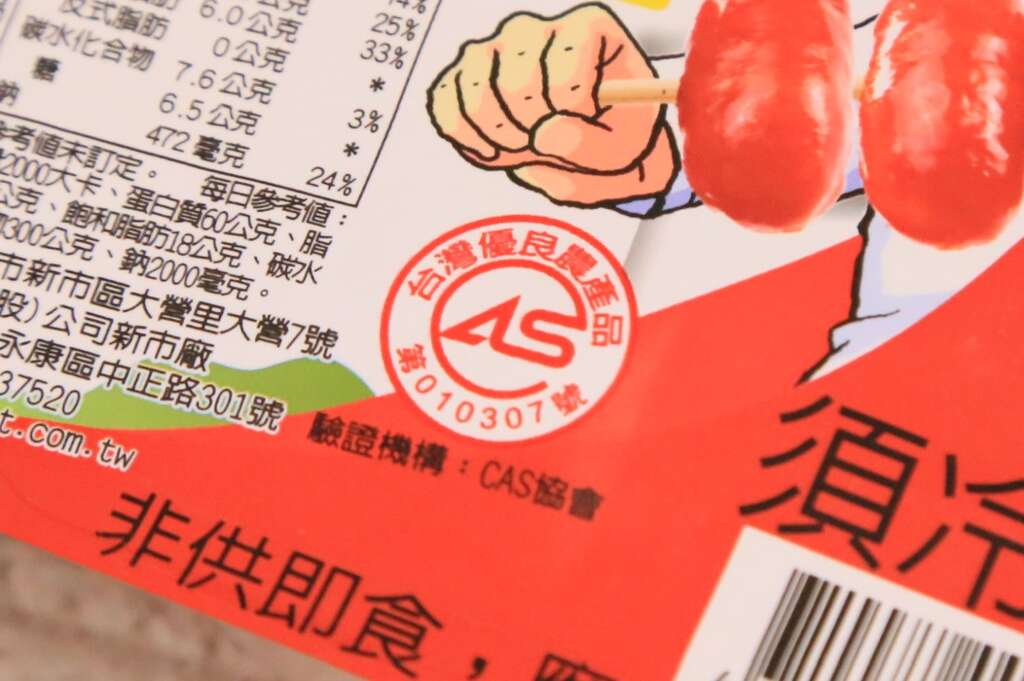 4%
6.0公克
25%
反式脂肪
0公克
33%
碳水化合物
7.6公克
*
糖
6.5公克
3%
鈉
472毫克
*
24%
參考值未訂定。 每日參考值：
2000大卡、蛋白質60公克、脂
公克、飽和脂肪18公克、碳水
300公克、鈉2000毫克。
市新市區大營里大營7號
股)公司新市廠
永康區中正路301號
37520
t.com.tw
台灣優良農產品
CAS
第010307號
驗證機構：CAS協會
非供即食，
須冷